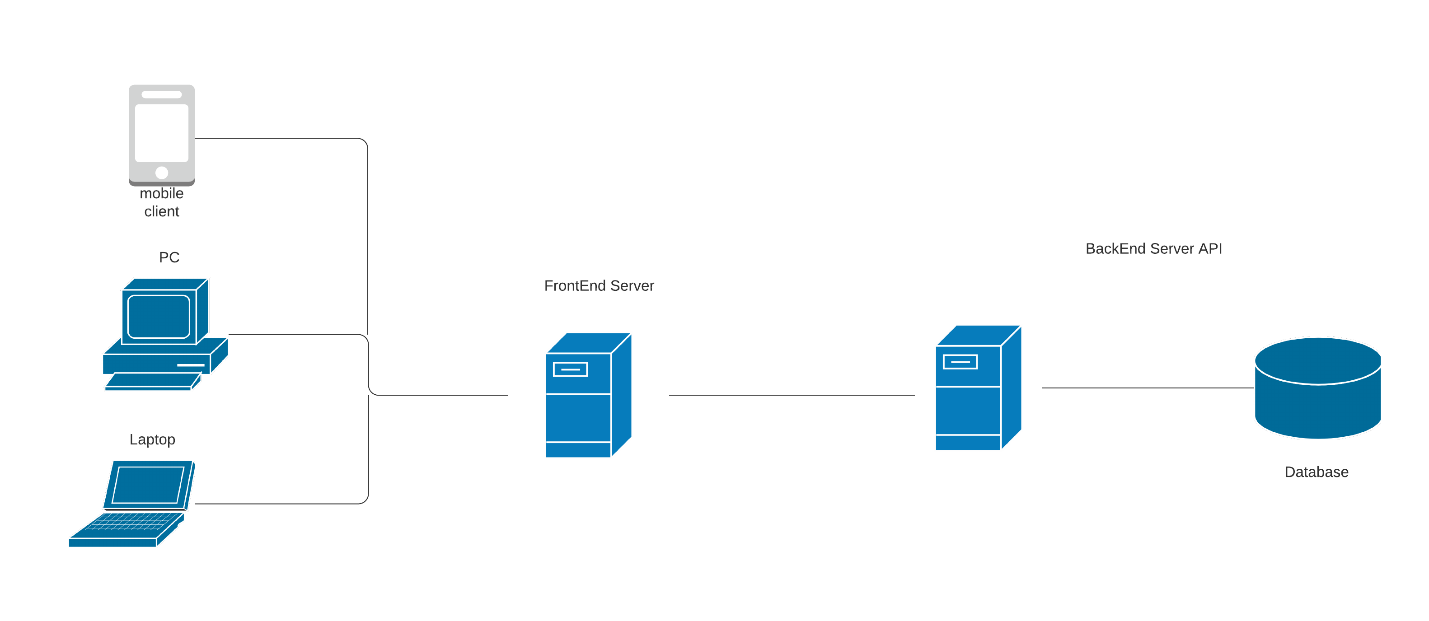 mobile
client
PC
Laptop
FrontEnd Server
BackEnd Server API
Database